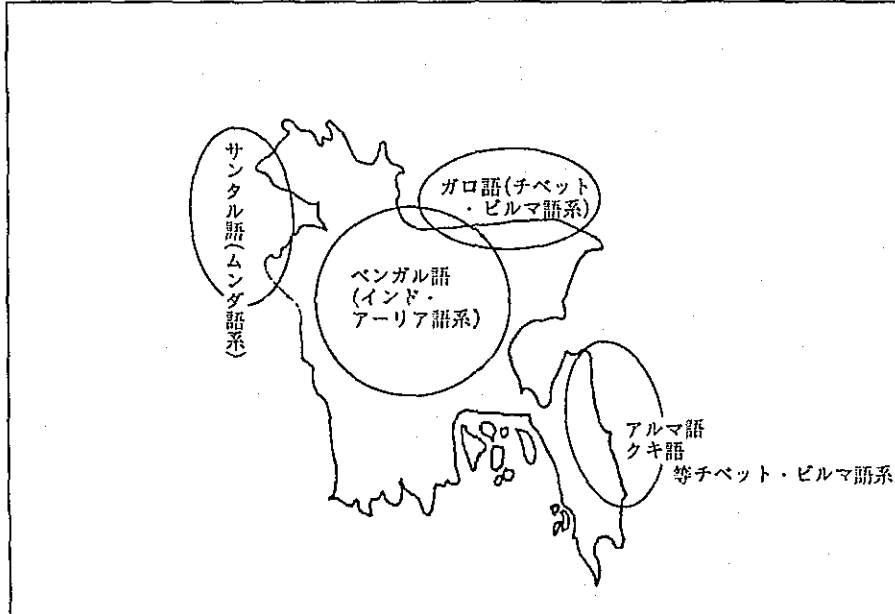 サンタル語(ムンダ語系)
ガロ語(チベット
・ビルマ語系)
ベンガル語
(インド・
アーリア語系)
アルマ語
クキ語
等チベット・ビルマ語系